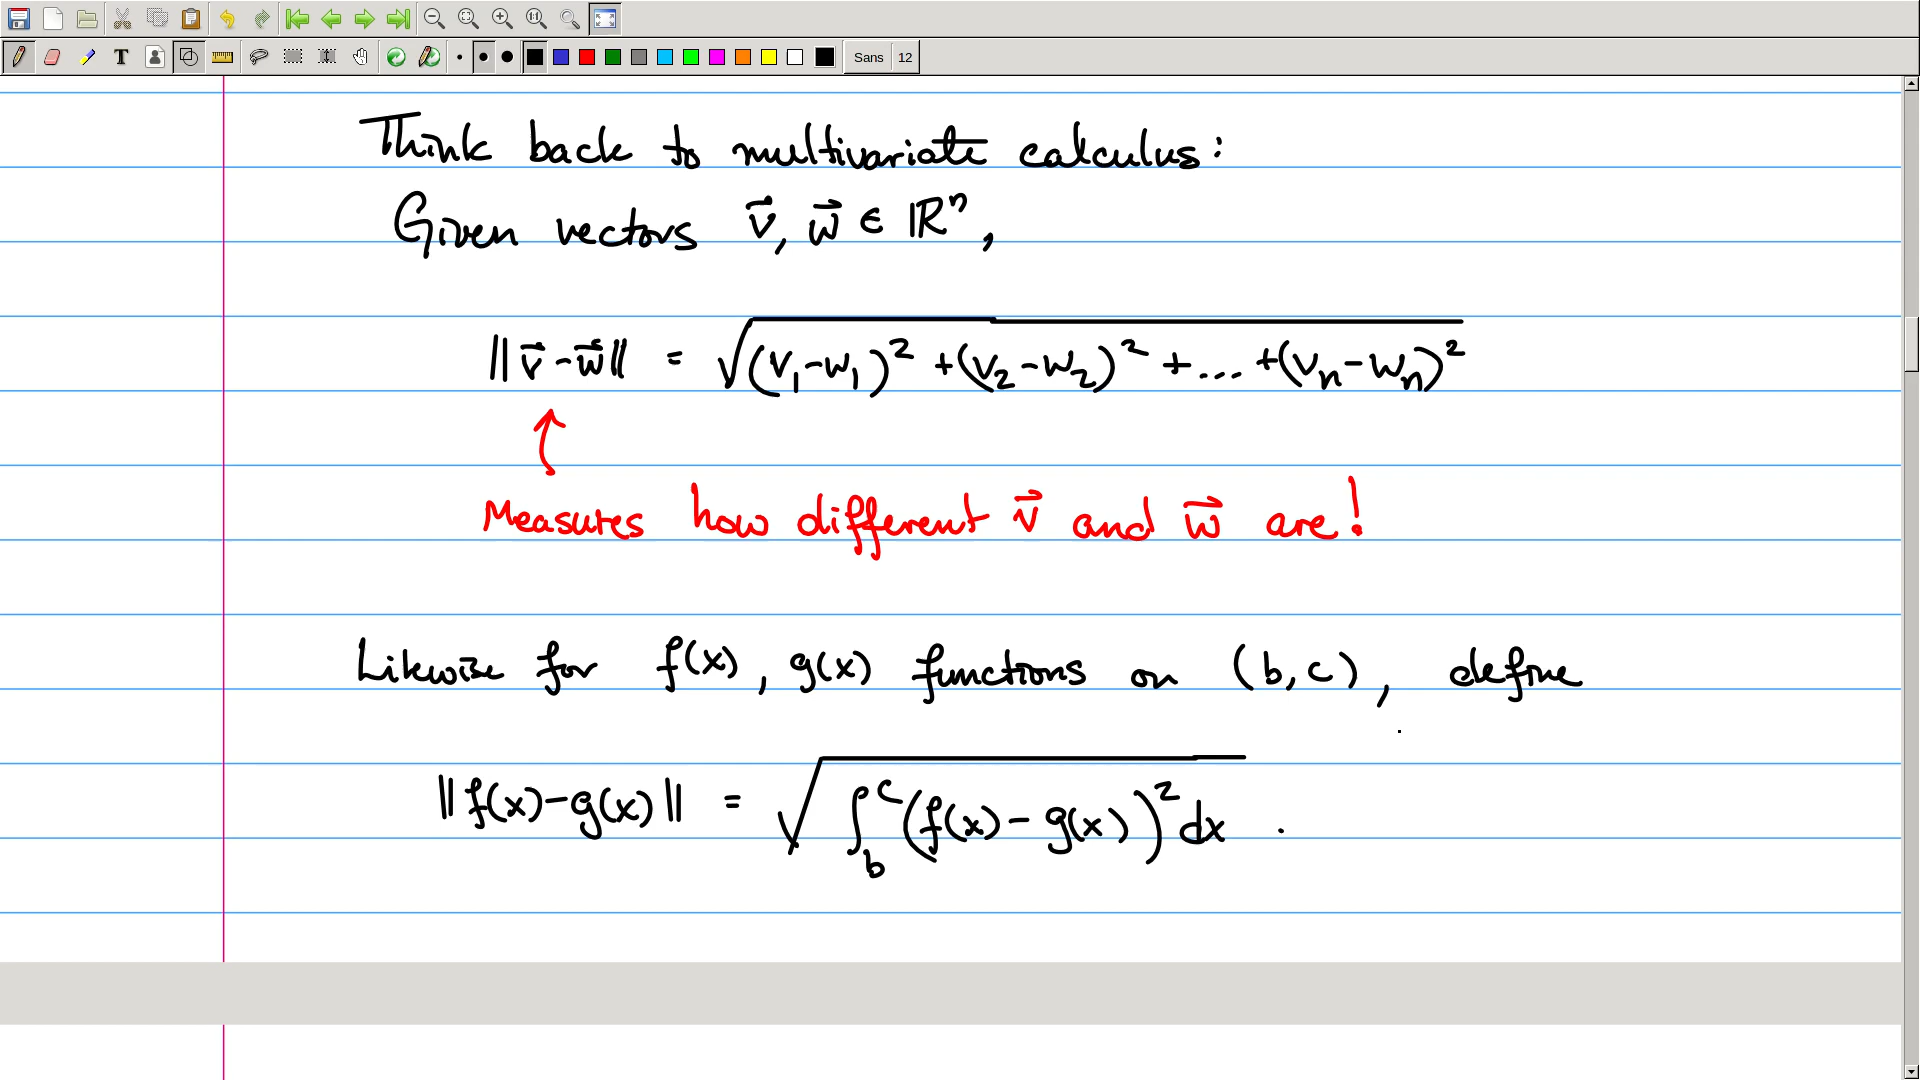 Sans 12
Think back to multivariate calculus:
Given vectors v⃗, w⃗ ∈ ℝⁿ,
‖v⃗-w⃗‖ = √((v₁-w₁)² + (v₂-w₂)² + ... + (vₙ-wₙ)²)
Measures how different v⃗ and w⃗ are!
Likewise for f(x), g(x) functions on (b,c), define
‖f(x)-g(x)‖ = √(∫_b^c (f(x)-g(x))² dx) .